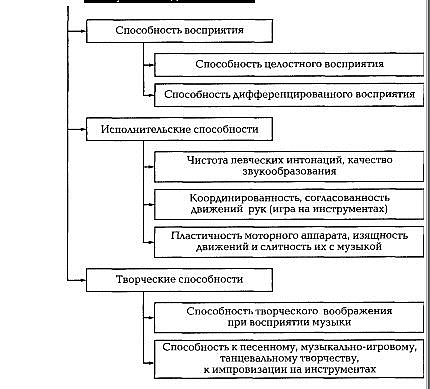 Способность восприятия
Способность целостного восприятия
Способность дифференцированного восприятия
Исполнительские способности
Чистота певческих интонаций, качество
звукообразования
Координированность, согласованность
движений рук (игра на инструментах)
Пластичность моторного аппарата, изящность
движений и слитность их с музыкой
Творческие способности
Способность творческого воображения
при восприятии музыки
Способность к песенному, музыкально-игровому,
танцевальному творчеству,
к импровизации на инструментах